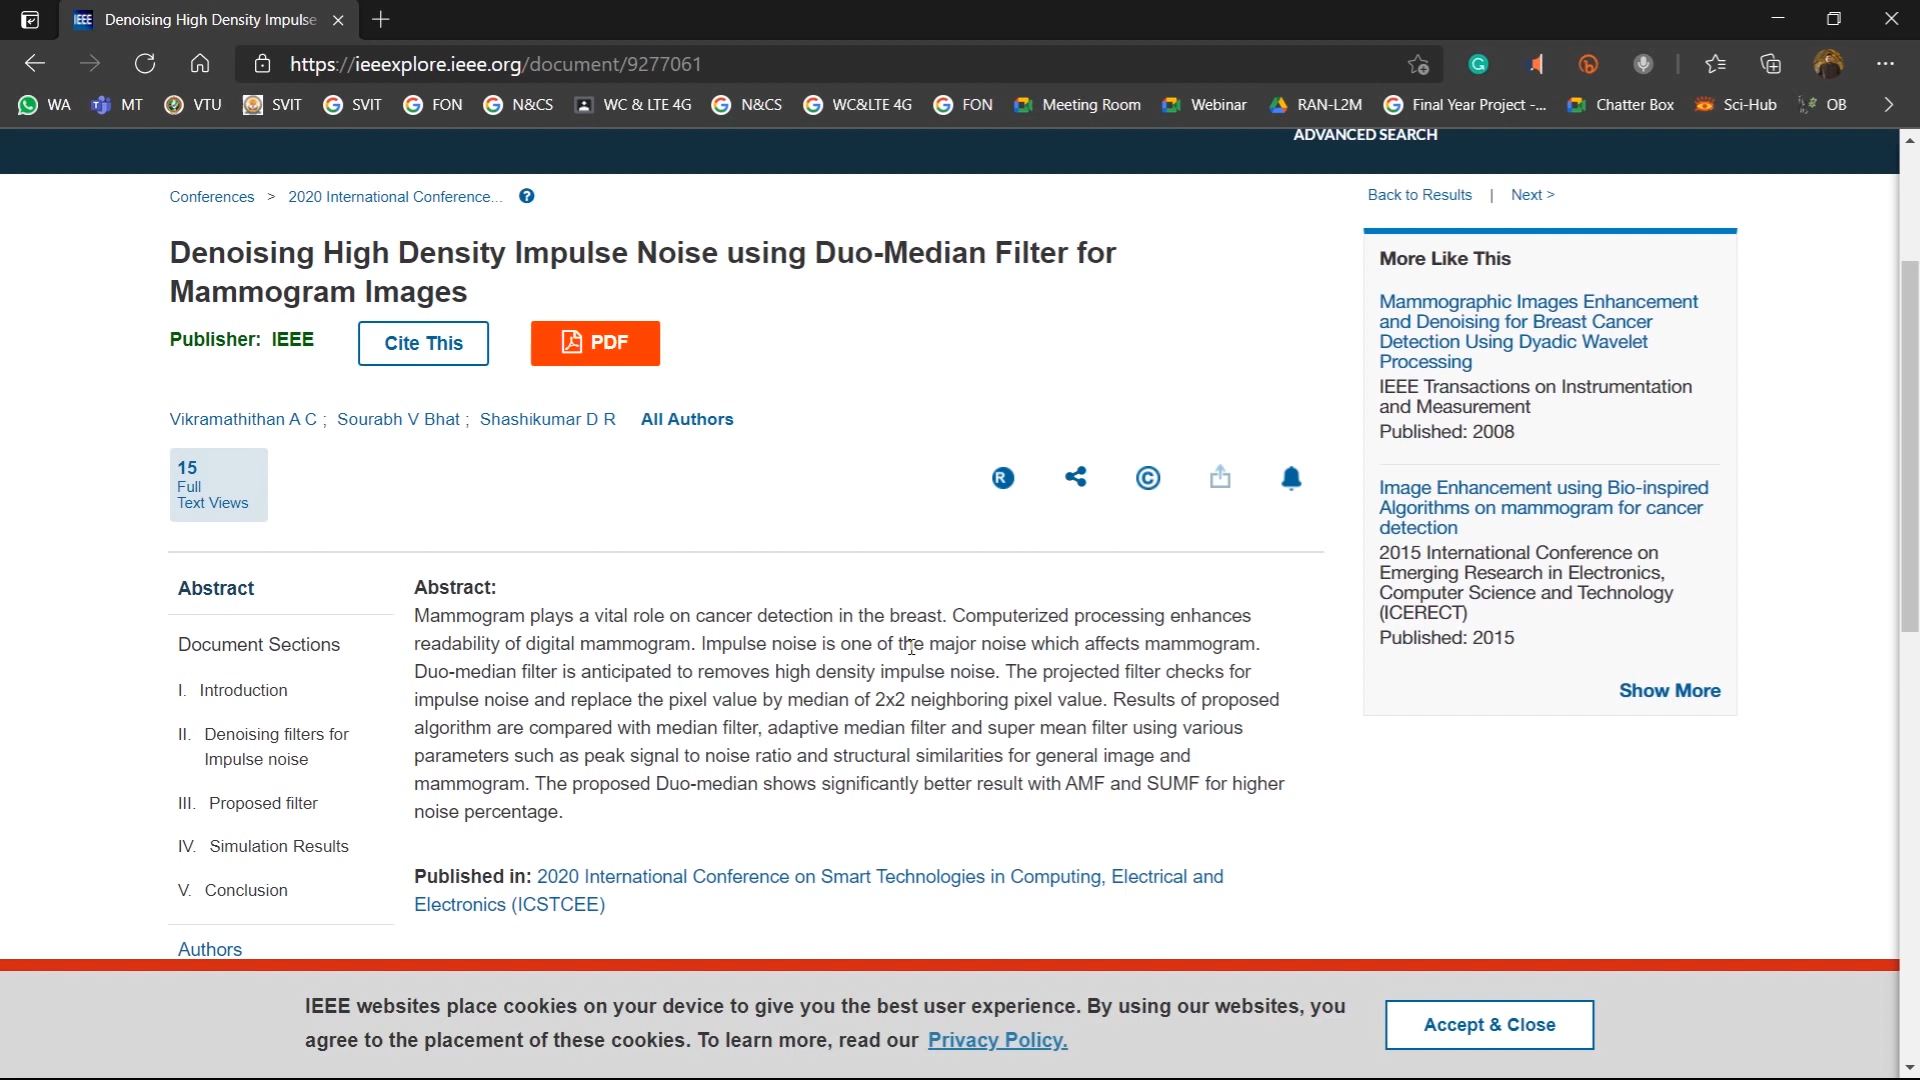 IEEE Denoising High Density Impulse
https://ieeexplore.ieee.org/document/9277061
WA MT VTU SVIT SVIT FON N&CS WC & LTE 4G N&CS WC&LTE 4G FON Meeting Room Webinar RAN-L2M Final Year Project -... Chatter Box Sci-Hub OB
ADVANCED SEARCH
Conferences > 2020 International Conference... ?
Back to Results | Next >
Denoising High Density Impulse Noise using Duo-Median Filter for
Mammogram Images
Publisher: IEEE Cite This PDF
Vikramathithan A C ; Sourabh V Bhat ; Shashikumar D R All Authors
15
Full
Text Views
R ©
Abstract
Document Sections
I. Introduction
II. Denoising filters for
Impulse noise
III. Proposed filter
IV. Simulation Results
V. Conclusion
Authors
Abstract:
Mammogram plays a vital role on cancer detection in the breast. Computerized processing enhances
readability of digital mammogram. Impulse noise is one of the major noise which affects mammogram.
Duo-median filter is anticipated to removes high density impulse noise. The projected filter checks for
impulse noise and replace the pixel value by median of 2x2 neighboring pixel value. Results of proposed
algorithm are compared with median filter, adaptive median filter and super mean filter using various
parameters such as peak signal to noise ratio and structural similarities for general image and
mammogram. The proposed Duo-median shows significantly better result with AMF and SUMF for higher
noise percentage.
Published in: 2020 International Conference on Smart Technologies in Computing, Electrical and
Electronics (ICSTCEE)
More Like This
Mammographic Images Enhancement
and Denoising for Breast Cancer
Detection Using Dyadic Wavelet
Processing
IEEE Transactions on Instrumentation
and Measurement
Published: 2008
Image Enhancement using Bio-inspired
Algorithms on mammogram for cancer
detection
2015 International Conference on
Emerging Research in Electronics,
Computer Science and Technology
(ICERECT)
Published: 2015
Show More
IEEE websites place cookies on your device to give you the best user experience. By using our websites, you
agree to the placement of these cookies. To learn more, read our Privacy Policy.
Accept & Close